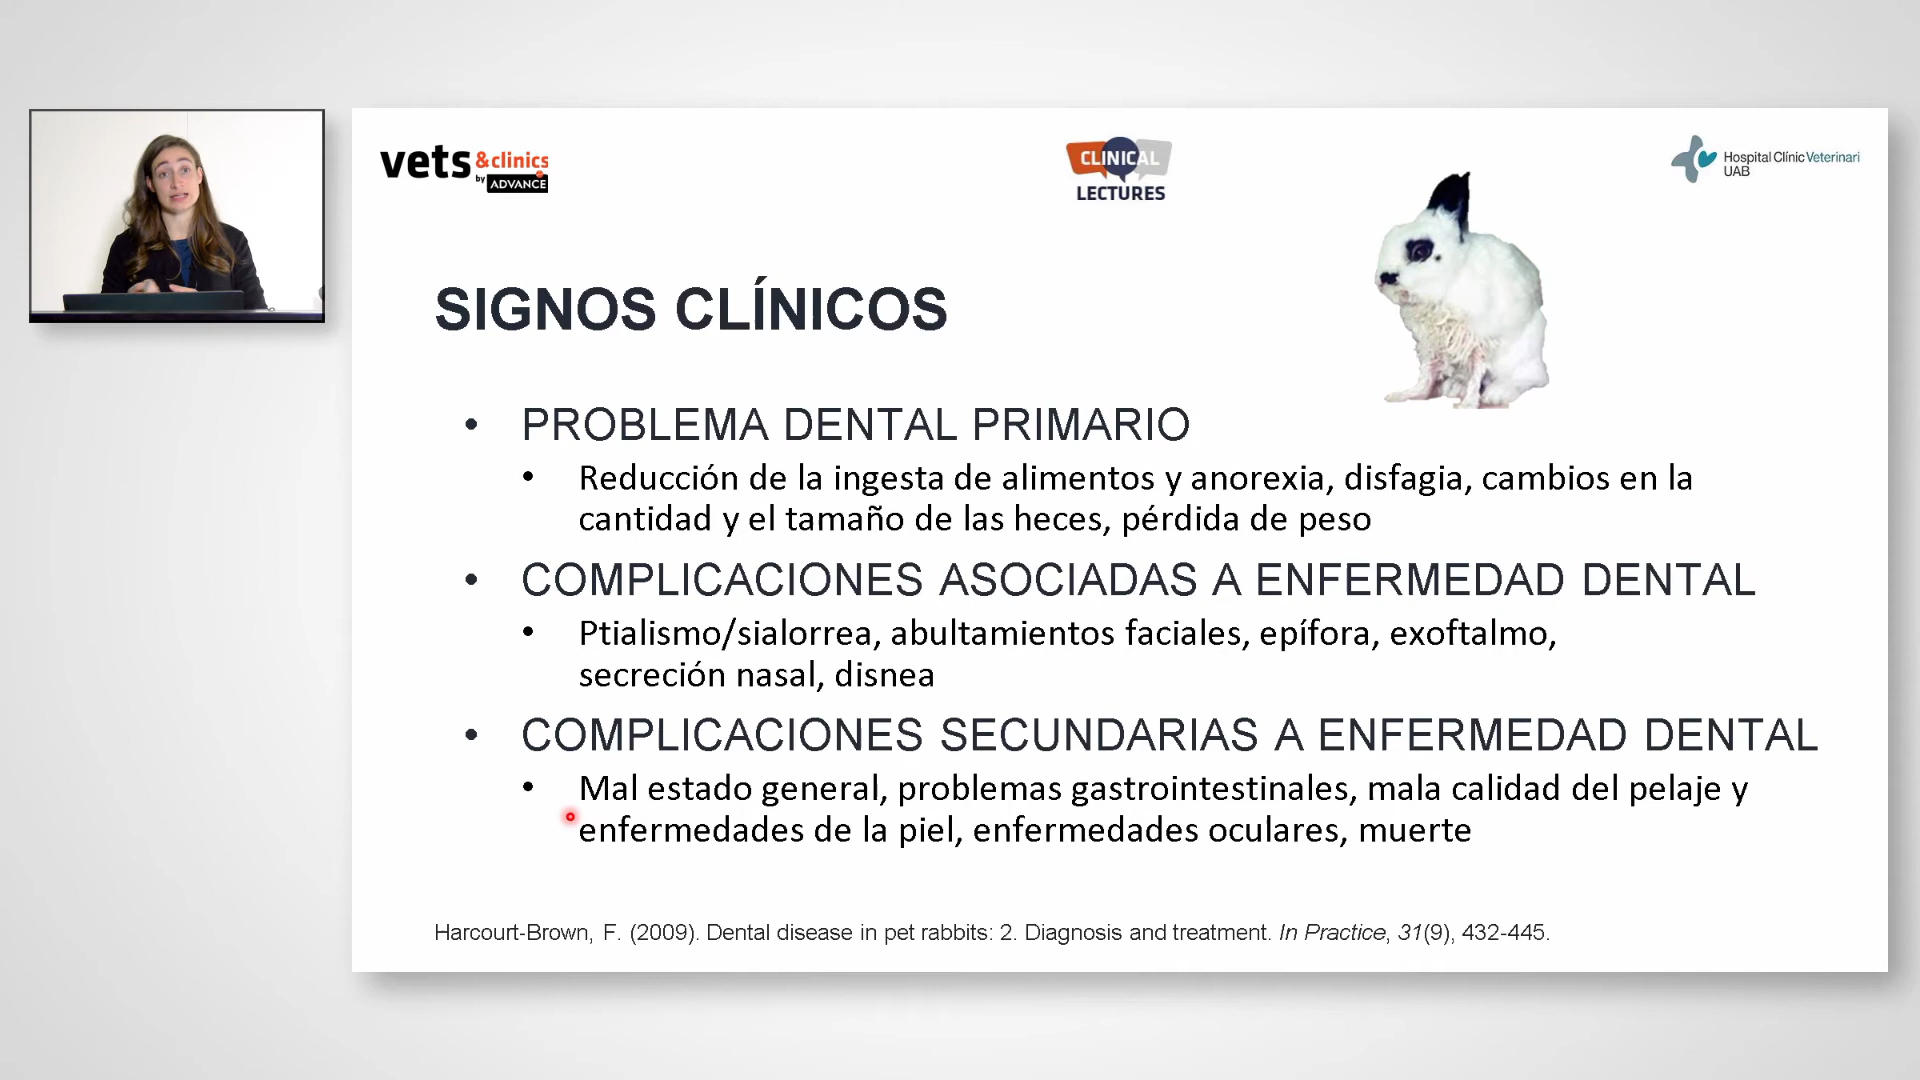 vets &clinics
by ADVANCE
CLINICAL
LECTURES
Hospital Clínic Veterinari
UAB
SIGNOS CLÍNICOS
• PROBLEMA DENTAL PRIMARIO
• Reducción de la ingesta de alimentos y anorexia, disfagia, cambios en la
cantidad y el tamaño de las heces, pérdida de peso
• COMPLICACIONES ASOCIADAS A ENFERMEDAD DENTAL
• Ptialismo/sialorrea, abultamientos faciales, epífora, exoftalmo,
secreción nasal, disnea
• COMPLICACIONES SECUNDARIAS A ENFERMEDAD DENTAL
• Mal estado general, problemas gastrointestinales, mala calidad del pelaje y
enfermedades de la piel, enfermedades oculares, muerte
Harcourt-Brown, F. (2009). Dental disease in pet rabbits: 2. Diagnosis and treatment. In Practice, 31(9), 432-445.